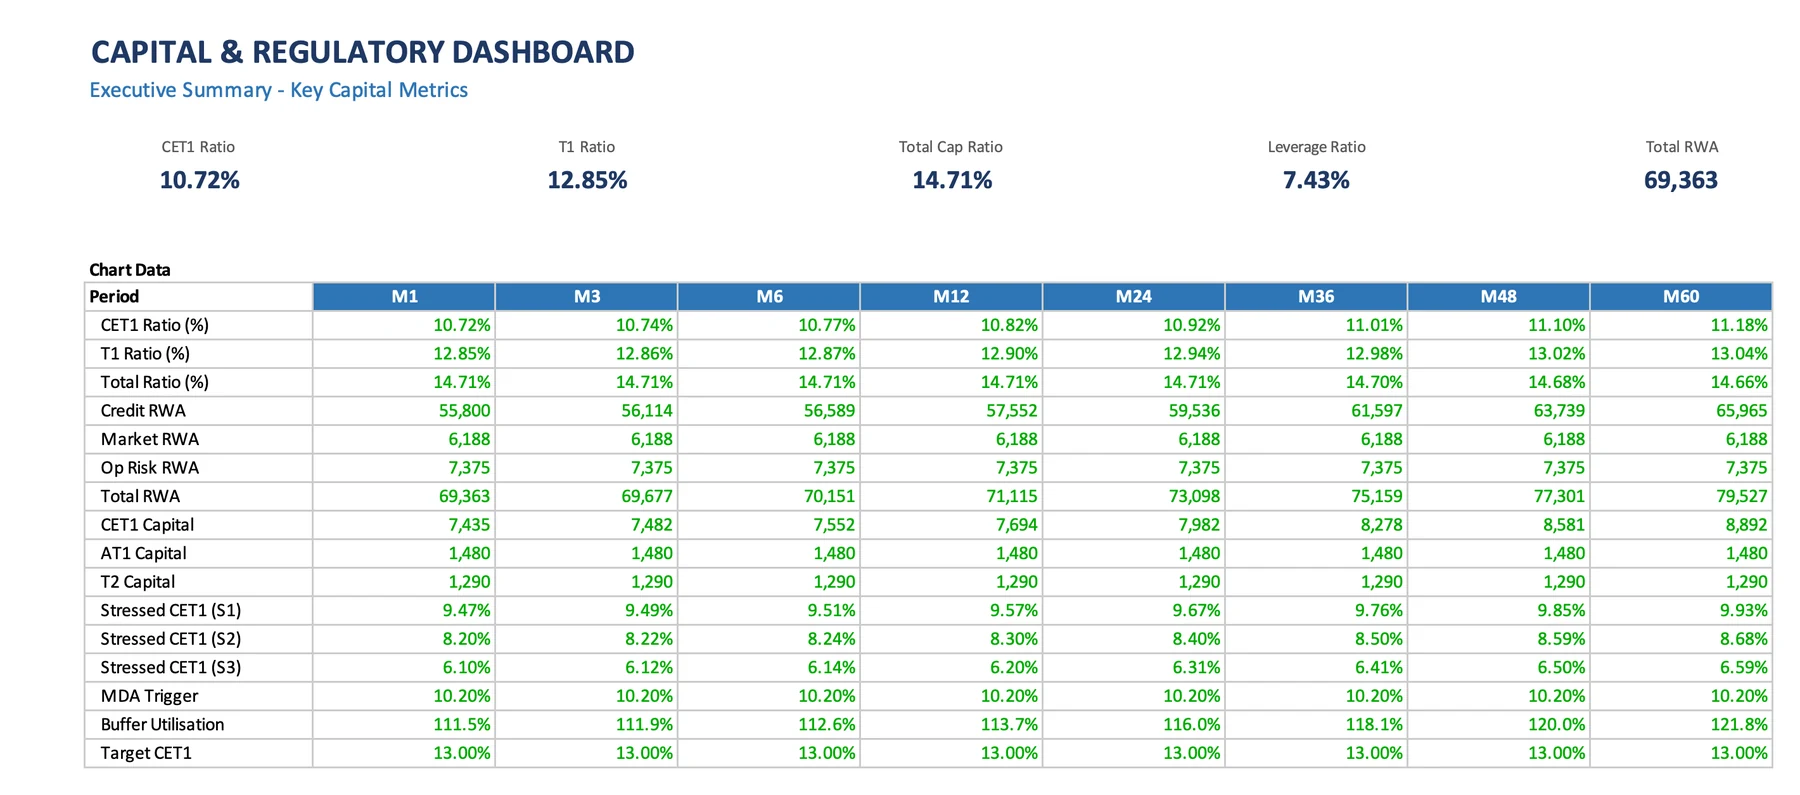 CAPITAL & REGULATORY DASHBOARD
Executive Summary - Key Capital Metrics
CET1 Ratio T1 Ratio Total Cap Ratio Leverage Ratio Total RWA
10.72% 12.85% 14.71% 7.43% 69,363
Chart Data
Period M1 M3 M6 M12 M24 M36 M48 M60
CET1 Ratio (%) 10.72% 10.74% 10.77% 10.82% 10.92% 11.01% 11.10% 11.18%
T1 Ratio (%) 12.85% 12.86% 12.87% 12.90% 12.94% 12.98% 13.02% 13.04%
Total Ratio (%) 14.71% 14.71% 14.71% 14.71% 14.71% 14.70% 14.68% 14.66%
Credit RWA 55,800 56,114 56,589 57,552 59,536 61,597 63,739 65,965
Market RWA 6,188 6,188 6,188 6,188 6,188 6,188 6,188 6,188
Op Risk RWA 7,375 7,375 7,375 7,375 7,375 7,375 7,375 7,375
Total RWA 69,363 69,677 70,151 71,115 73,098 75,159 77,301 79,527
CET1 Capital 7,435 7,482 7,552 7,694 7,982 8,278 8,581 8,892
AT1 Capital 1,480 1,480 1,480 1,480 1,480 1,480 1,480 1,480
T2 Capital 1,290 1,290 1,290 1,290 1,290 1,290 1,290 1,290
Stressed CET1 (S1) 9.47% 9.49% 9.51% 9.57% 9.67% 9.76% 9.85% 9.93%
Stressed CET1 (S2) 8.20% 8.22% 8.24% 8.30% 8.40% 8.50% 8.59% 8.68%
Stressed CET1 (S3) 6.10% 6.12% 6.14% 6.20% 6.31% 6.41% 6.50% 6.59%
MDA Trigger 10.20% 10.20% 10.20% 10.20% 10.20% 10.20% 10.20% 10.20%
Buffer Utilisation 111.5% 111.9% 112.6% 113.7% 116.0% 118.1% 120.0% 121.8%
Target CET1 13.00% 13.00% 13.00% 13.00% 13.00% 13.00% 13.00% 13.00%